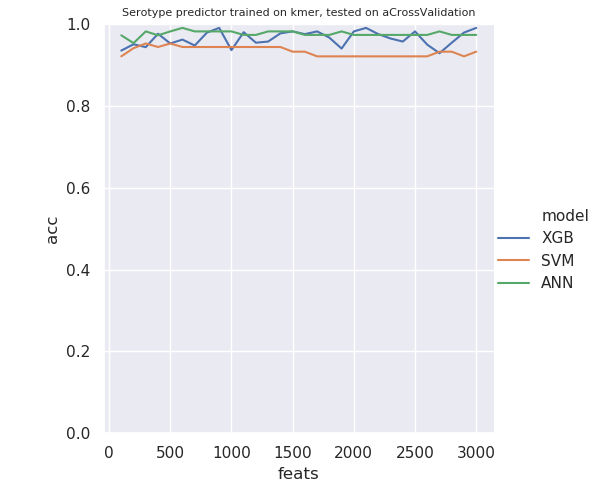 Serotype predictor trained on kmer, tested on aCrossValidation
1.0
0.8
0.6
0.4
0.2
0.0
acc
0 500 1000 1500 2000 2500 3000
feats
model
XGB
SVM
ANN